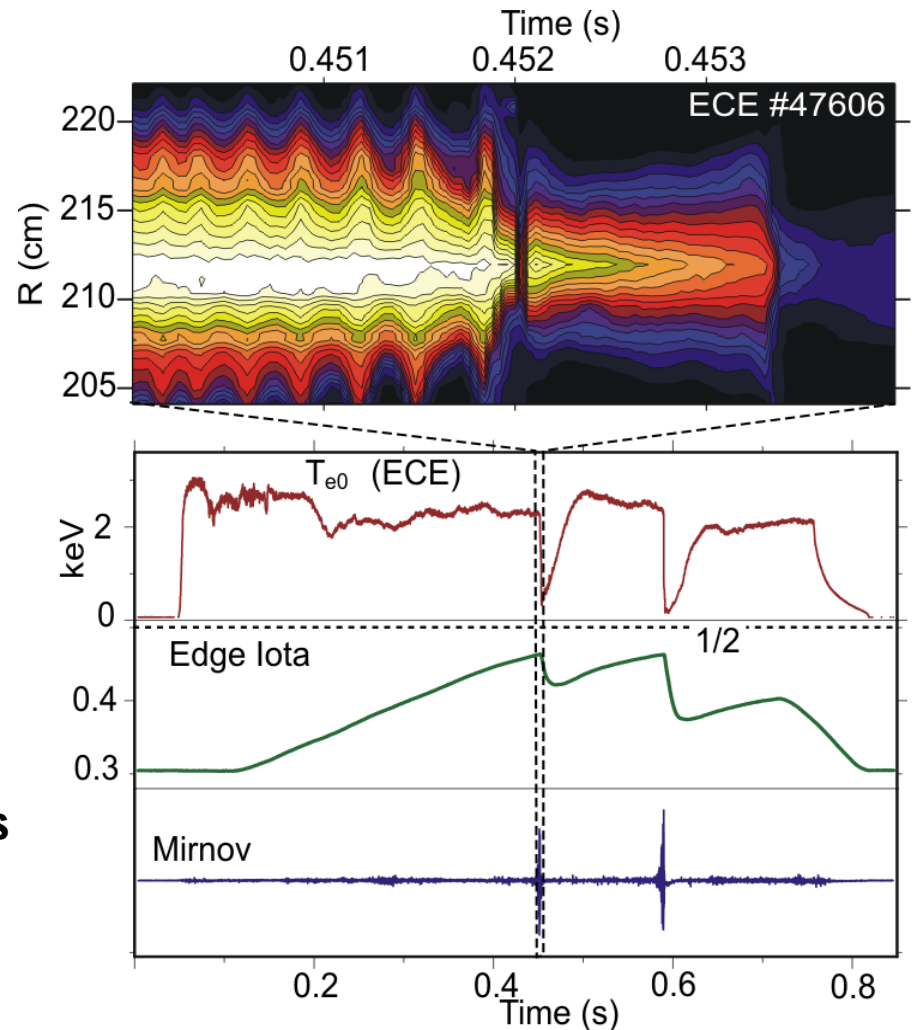 Time (s)
0.451 0.452 0.453
ECE #47606
220
215
210
205
R (cm)
Te0 (ECE)
2
0
keV
1/2
Edge Iota
0.4
0.3
s
Mirnov
0.2 0.4 0.6 0.8
Time (s)